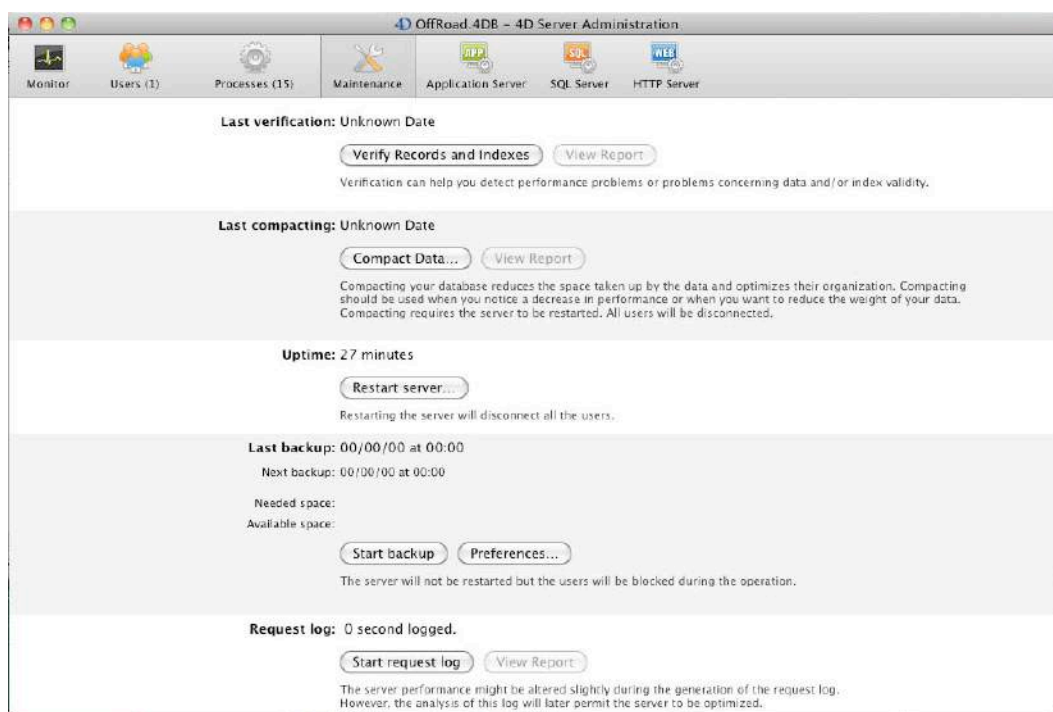 OffRoad.4DB - 4D Server Administration
Monitor
Users (1)
Processes (15)
Maintenance
APP
Application Server
SQL
SQL Server
WEB
HTTP Server
Last verification: Unknown Date
Verify Records and Indexes
View Report
Verification can help you detect performance problems or problems concerning data and/or index validity.
Last compacting: Unknown Date
Compact Data...
View Report
Compacting your database reduces the space taken up by the data and optimizes their organization. Compacting
should be used when you notice a decrease in performance or when you want to reduce the weight of your data.
Compacting requires the server to be restarted. All users will be disconnected.
Uptime: 27 minutes
Restart server...
Restarting the server will disconnect all the users.
Last backup: 00/00/00 at 00:00
Next backup: 00/00/00 at 00:00
Needed space:
Available space:
Start backup
Preferences...
The server will not be restarted but the users will be blocked during the operation.
Request log: 0 second logged.
Start request log
View Report
The server performance might be altered slightly during the generation of the request log.
However, the analysis of this log will later permit the server to be optimized.